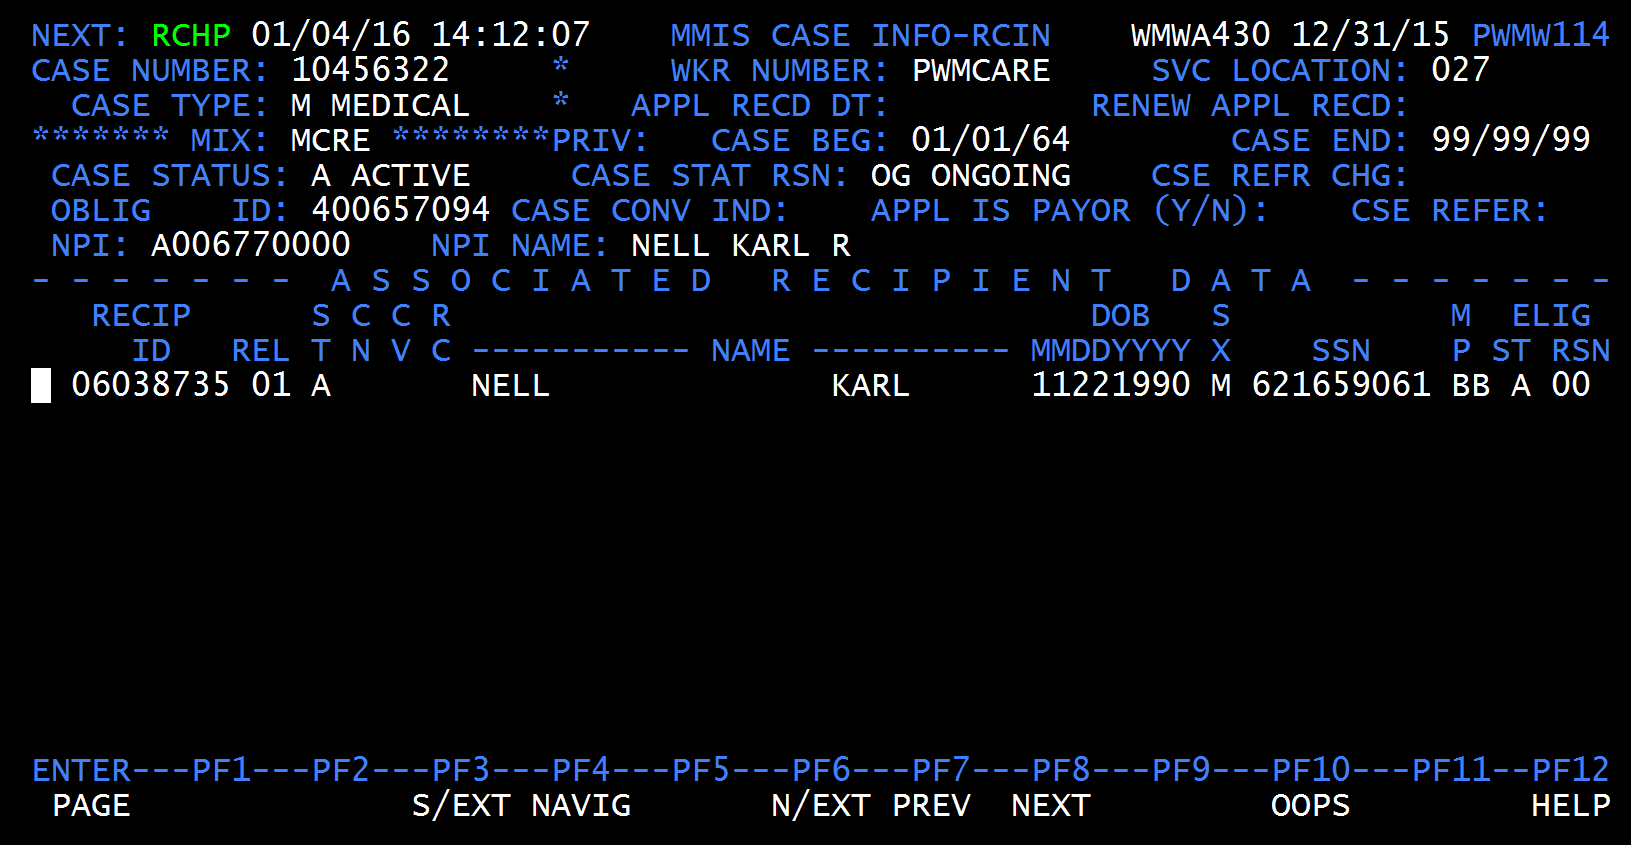 NEXT: RCHP 01/04/16 14:12:07    MMIS CASE INFO-RCIN    WMWA430 12/31/15 PWMW114
CASE NUMBER: 10456322     *     WKR NUMBER: PWMCARE     SVC LOCATION: 027
  CASE TYPE: M MEDICAL    *   APPL RECD DT:          RENEW APPL RECD:
******* MIX: MCRE ********PRIV:   CASE BEG: 01/01/64        CASE END: 99/99/99
 CASE STATUS: A ACTIVE     CASE STAT RSN: OG ONGOING    CSE REFR CHG:
 OBLIG    ID: 400657094 CASE CONV IND:    APPL IS PAYOR (Y/N):    CSE REFER:
 NPI: A006770000    NPI NAME: NELL KARL R
- - - - - - - A S S O C I A T E D   R E C I P I E N T   D A T A - - - - - - -
   RECIP      S C C R                                DOB   S           M  ELIG
     ID   REL T N V C ----------- NAME ---------- MMDDYYYY X    SSN    P ST RSN
  06038735 01 A       NELL              KARL      11221990 M 621659061 BB A 00
ENTER---PF1---PF2---PF3---PF4---PF5---PF6---PF7---PF8---PF9---PF10---PF11--PF12
 PAGE              S/EXT NAVIG       N/EXT PREV  NEXT         OOPS         HELP